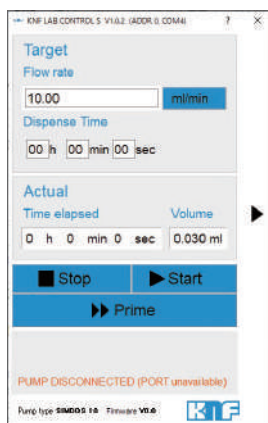 KNF LAB CONTROL S V1.0.2 (ADDR.0, COM4) ? X
Target
Flow rate
10.00 ml/min
Dispense Time
00 h 00 min 00 sec
Actual
Time elapsed Volume
0 h 0 min 0 sec 0.030 ml
Stop Start
Prime
PUMP DISCONNECTED (PORT unavailable)
Pump type SIMDOS 10 Firmware V0.0 KNF